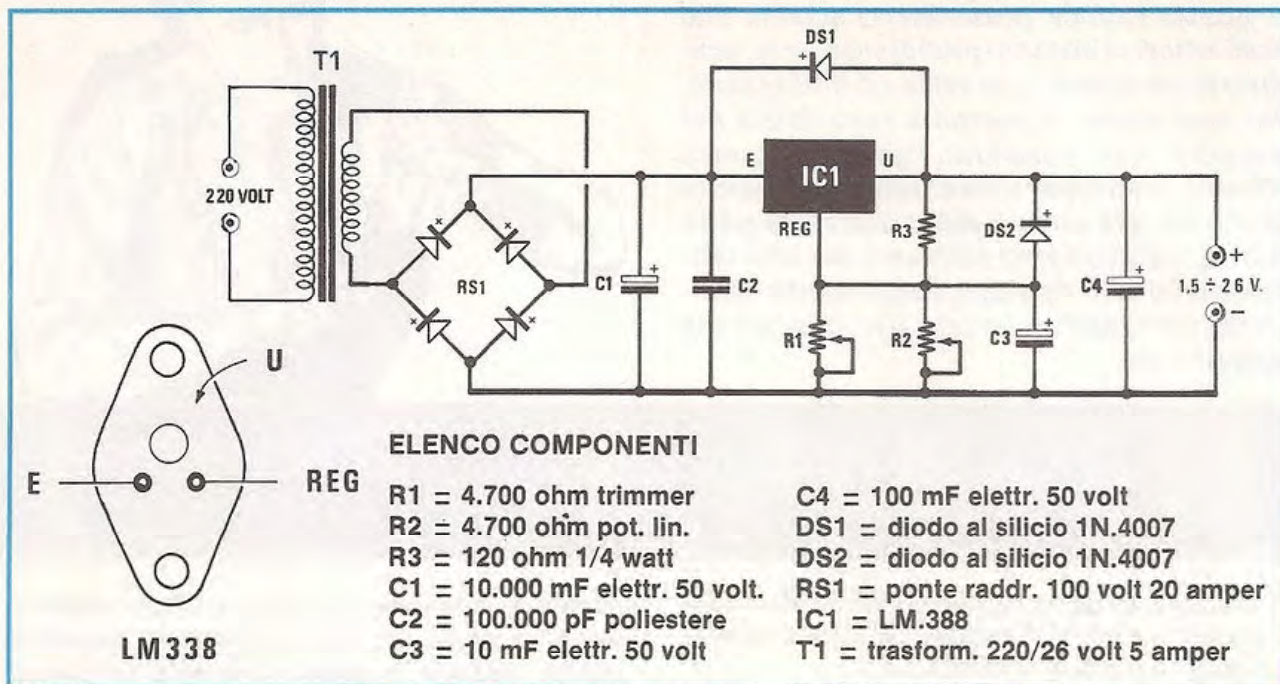 T1
220 VOLT
RS1
C1
+
C2
DS1
+
E
IC1
U
REG
R3
DS2
+
R1
R2
C3
+
C4
+
+
1,5 ÷ 26 V.
-
U
E
REG
LM338
ELENCO COMPONENTI
R1 = 4.700 ohm trimmer
R2 = 4.700 ohm pot. lin.
R3 = 120 ohm 1/4 watt
C1 = 10.000 mF elettr. 50 volt.
C2 = 100.000 pF poliestere
C3 = 10 mF elettr. 50 volt
C4 = 100 mF elettr. 50 volt
DS1 = diodo al silicio 1N.4007
DS2 = diodo al silicio 1N.4007
RS1 = ponte raddr. 100 volt 20 amper
IC1 = LM.388
T1 = trasform. 220/26 volt 5 amper